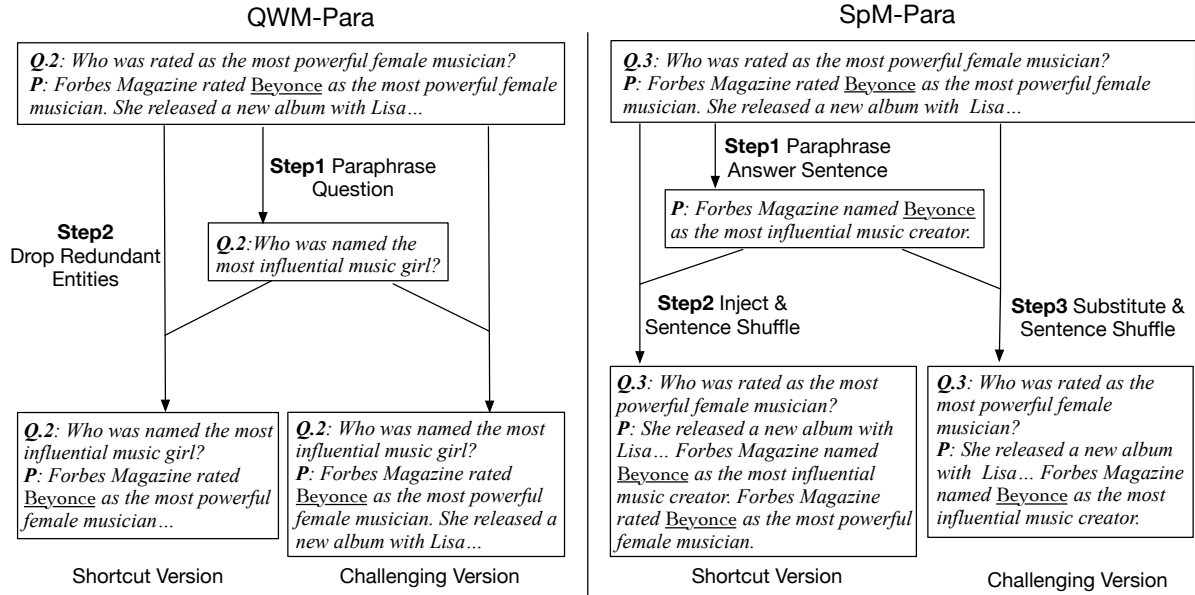 QWM-Para
Q.2: Who was rated as the most powerful female musician?
P: Forbes Magazine rated Beyonce as the most powerful female
musician. She released a new album with Lisa…
Step1 Paraphrase
Question
Step2
Drop Redundant
Entities
Q.2:Who was named the
most influential music girl?
Q.2: Who was named the most
influential music girl?
P: Forbes Magazine rated
Beyonce as the most powerful
female musician…
Shortcut Version
Q.2: Who was named the most
influential music girl?
P: Forbes Magazine rated
Beyonce as the most powerful
female musician. She released a
new album with Lisa…
Challenging Version
SpM-Para
Q.3: Who was rated as the most powerful female musician?
P: Forbes Magazine rated Beyonce as the most powerful female
musician. She released a new album with Lisa…
Step1 Paraphrase
Answer Sentence
P: Forbes Magazine named Beyonce
as the most influential music creator.
Step2 Inject &
Sentence Shuffle
Step3 Substitute &
Sentence Shuffle
Q.3: Who was rated as the most
powerful female musician?
P: She released a new album with
Lisa… Forbes Magazine named
Beyonce as the most influential
music creator. Forbes Magazine
rated Beyonce as the most powerful
female musician.
Shortcut Version
Q.3: Who was rated as the
most powerful female
musician?
P: She released a new album
with Lisa… Forbes Magazine
named Beyonce as the most
influential music creator.
Challenging Version